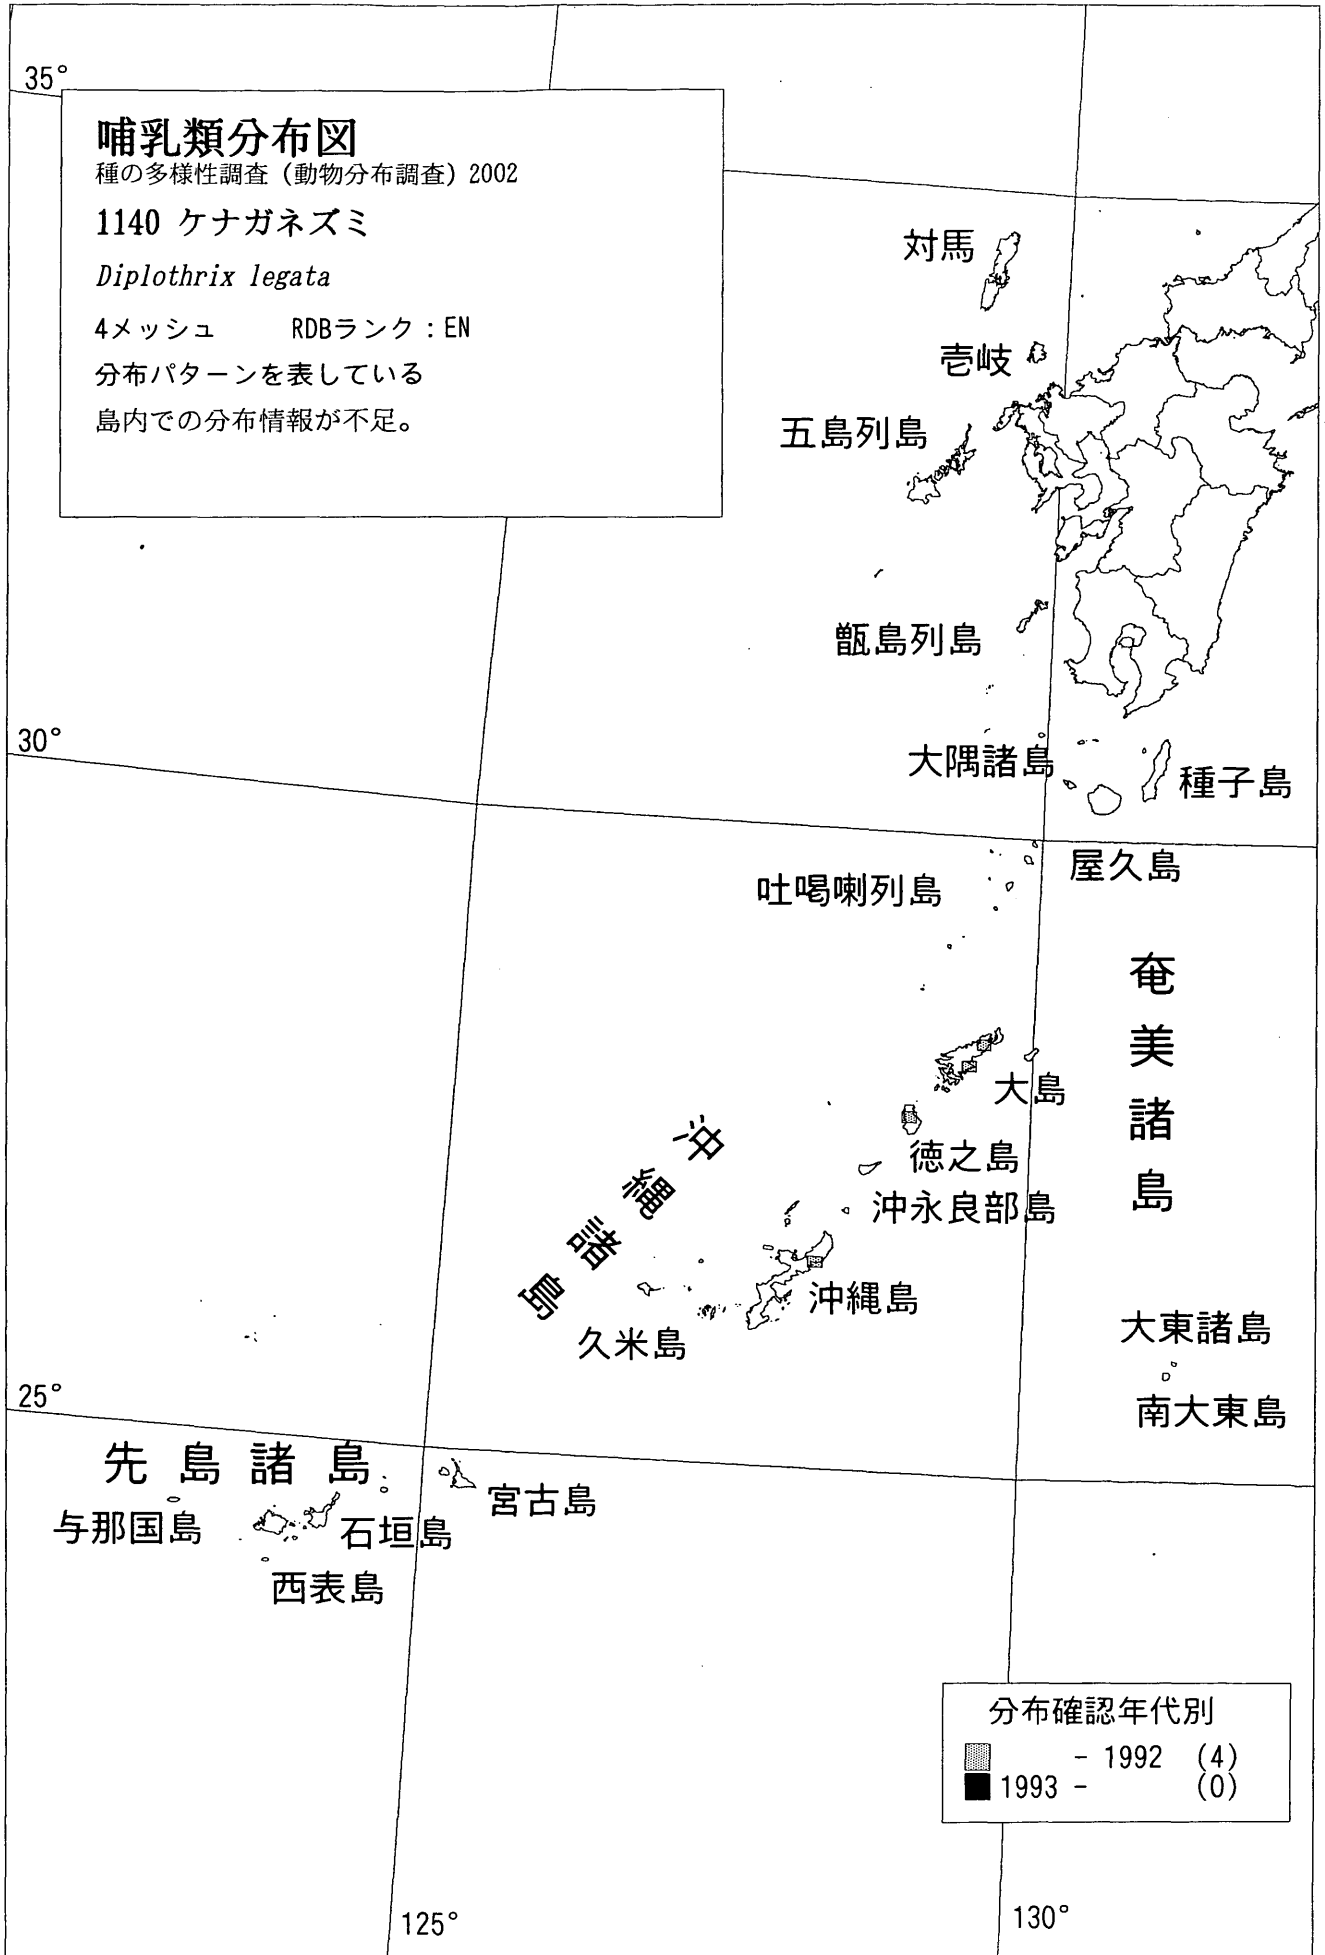 35°
哺乳類分布図
種の多様性調査（動物分布調査）2002
1140 ケナガネズミ
Diplothrix legata
4メッシュ RDBランク：EN
分布パターンを表している
島内での分布情報が不足。
対馬
壱岐
五島列島
甑島列島
30°
大隅諸島
種子島
屋久島
吐喝喇列島
奄美諸島
大島
徳之島
沖永良部島
沖縄諸島
沖縄島
久米島
大東諸島
南大東島
25°
先島諸島
宮古島
与那国島
石垣島
西表島
分布確認年代別
- 1992 (4)
1993 - (0)
125°
130°